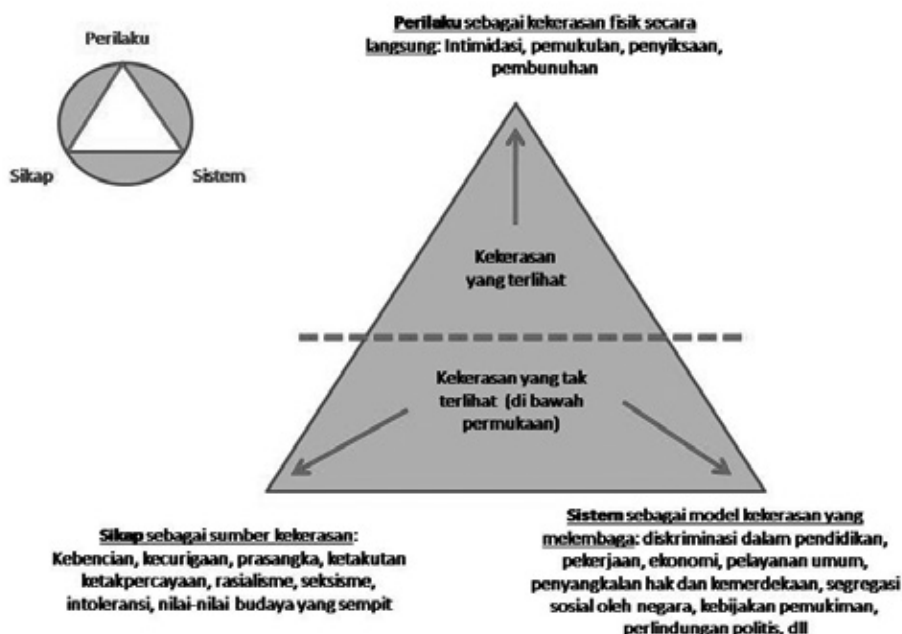 Perilaku
Sikap
Sistem
Perilaku sebagai kekerasan fisik secara
langsung: Intimidasi, pemukulan, penyiksaan,
pembunuhan
Kekerasan
yang terlihat
Kekerasan yang tak
terlihat (di bawah
permukaan)
Sikap sebagai sumber kekerasan:
Kebencian, kecurigaan, prasangka, ketakutan
ketakpercayaan, rasialisme, seksisme,
intoleransi, nilai-nilai budaya yang sempit
Sistem sebagai model kekerasan yang
melembaga: diskriminasi dalam pendidikan,
pekerjaan, ekonomi, pelayanan umum,
penyangkalan hak dan kemerdekaan, segregasi
sosial oleh negara, kebijakan pemukiman,
perlindungan politis, dll